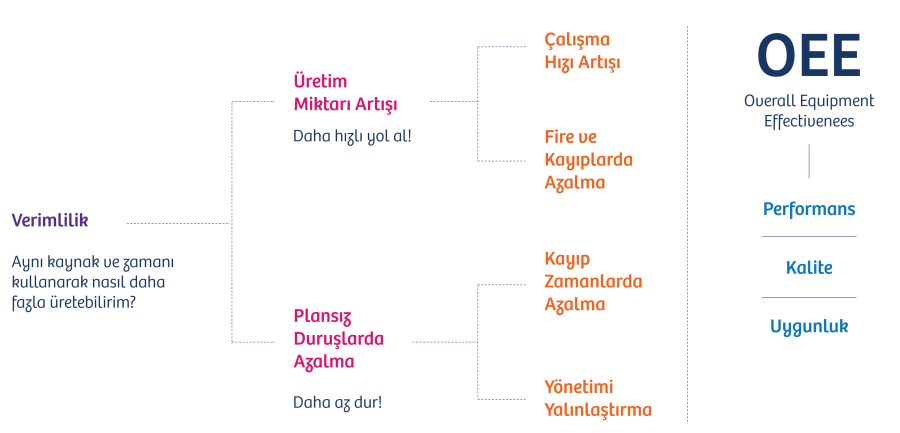 Verimlilik
Aynı kaynak ve zamanı
kullanarak nasıl daha
fazla üretebilirim?
Üretim
Miktarı Artışı
Daha hızlı yol al!
Çalışma
Hızı Artışı
Fire ve
Kayıplarda
Azalma
Plansız
Duruşlarda
Azalma
Daha az dur!
Kayıp
Zamanlarda
Azalma
Yönetimi
Yalınlaştırma
OEE
Overall Equipment
Effectivenees
Performans
Kalite
Uygunluk